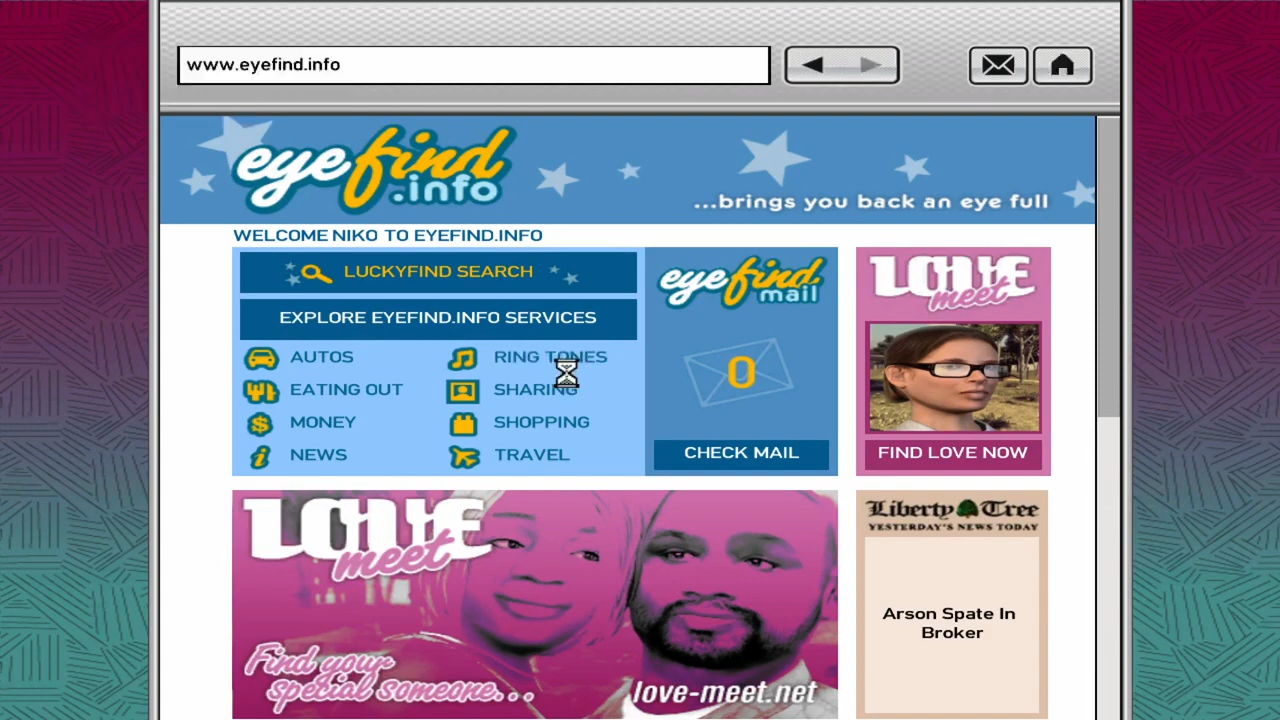 www.eyefind.info
eyefind
.info
...brings you back an eye full
WELCOME NIKO TO EYEFIND.INFO
LUCKYFIND SEARCH
EXPLORE EYEFIND.INFO SERVICES
AUTOS
RING TONES
EATING OUT
SHARING
MONEY
SHOPPING
NEWS
TRAVEL
eyefind
mail
0
CHECK MAIL
LOVE
meet
FIND LOVE NOW
LOVE
meet
Find your
special someone...
love-meet.net
Liberty Tree
YESTERDAY'S NEWS TODAY
Arson Spate In
Broker